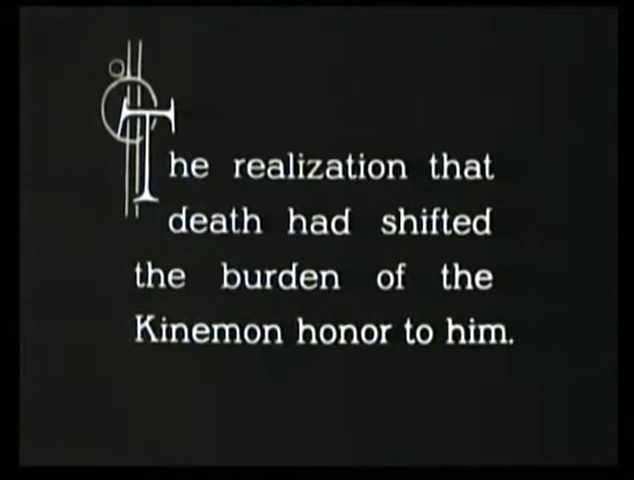 The realization that
death had shifted
the burden of the
Kinemon honor to him.